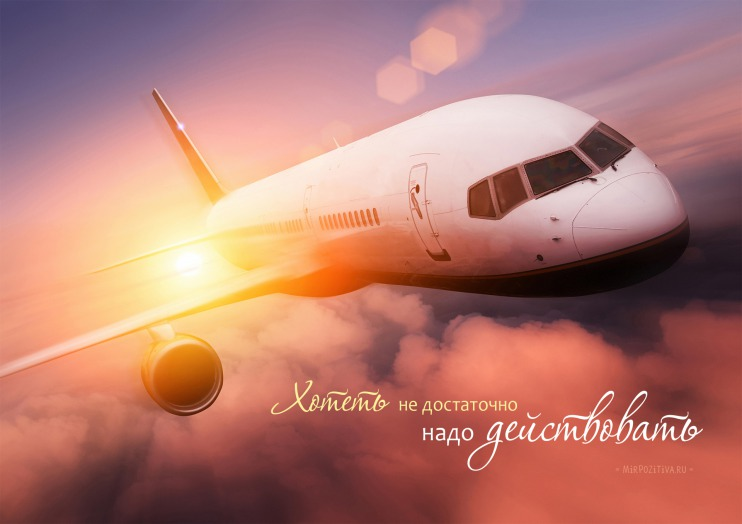 Хотеть не достаточно
надо действовать
- MirPozitiva.ru -